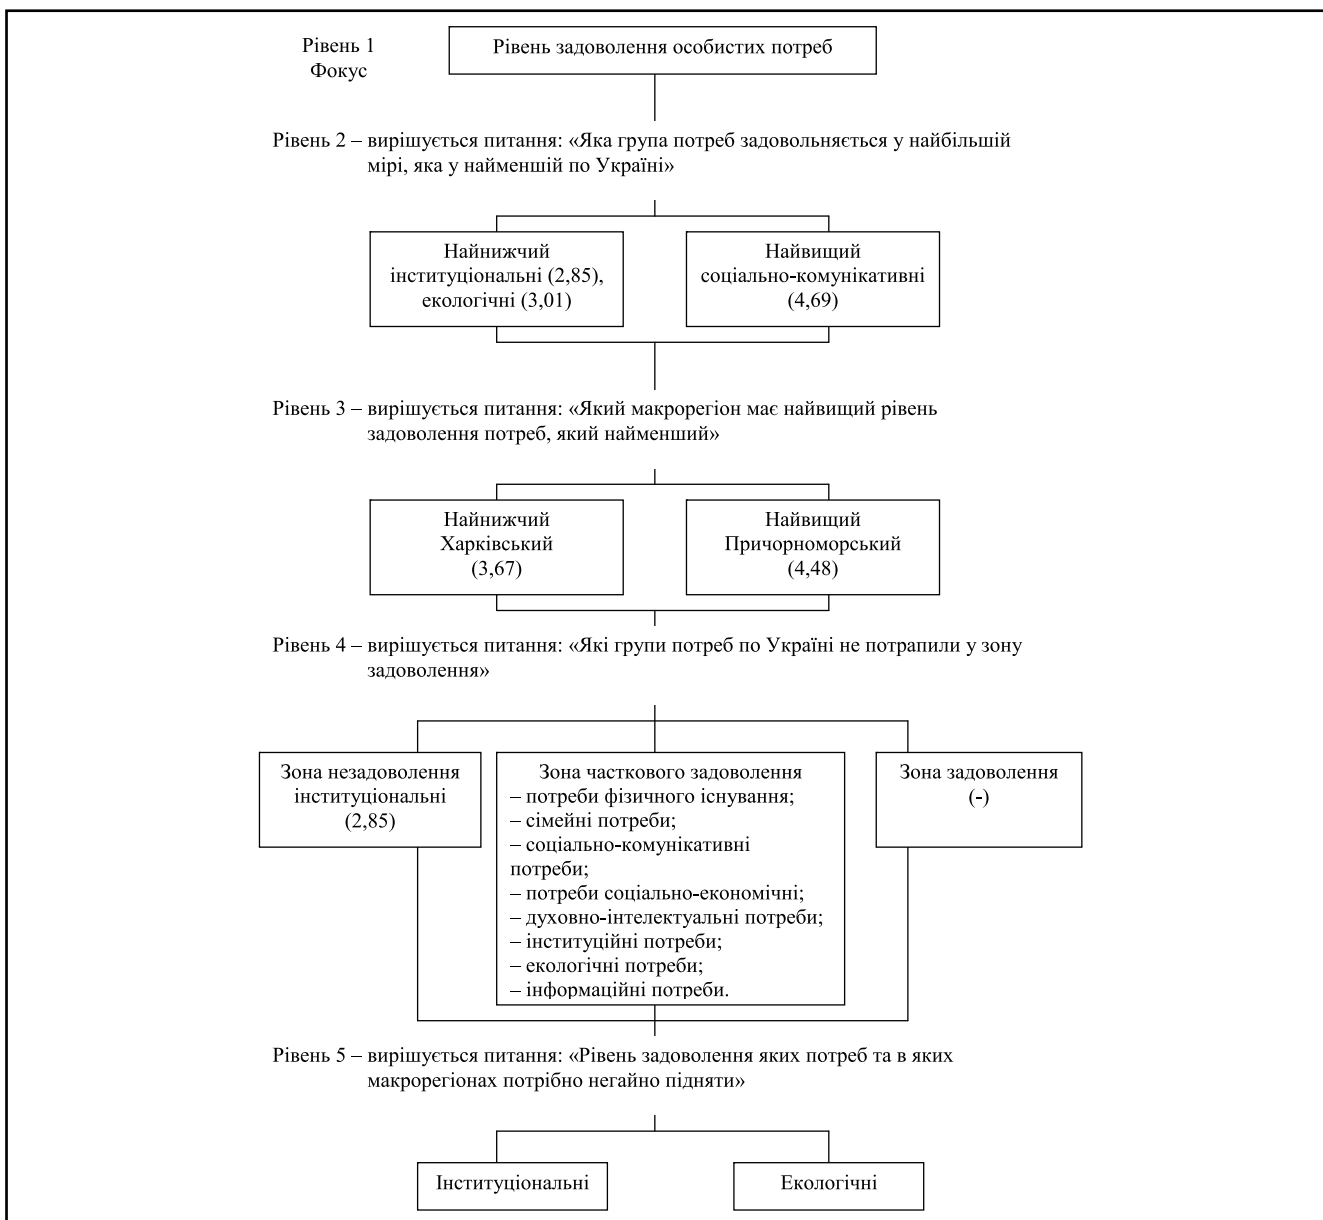 Рівень 1
Фокус
Рівень задоволення особистих потреб
Рівень 2 – вирішується питання: «Яка група потреб задовольняється у найбільшій
мірі, яка у найменшій по Україні»
Найнижчий
інституціональні (2,85),
екологічні (3,01)
Найвищий
соціально-комунікативні
(4,69)
Рівень 3 – вирішується питання: «Який макрорегіон має найвищий рівень
задоволення потреб, який найменший»
Найнижчий
Харківський
(3,67)
Найвищий
Причорноморський
(4,48)
Рівень 4 – вирішується питання: «Які групи потреб по Україні не потрапили у зону
задоволення»
Зона незадоволення
інституціональні
(2,85)
Зона часткового задоволення
– потреби фізичного існування;
– сімейні потреби;
– соціально-комунікативні
потреби;
– потреби соціально-економічні;
– духовно-інтелектуальні потреби;
– інституційні потреби;
– екологічні потреби;
– інформаційні потреби.
Зона задоволення
(-)
Рівень 5 – вирішується питання: «Рівень задоволення яких потреб та в яких
макрорегіонах потрібно негайно підняти»
Інституціональні
Екологічні